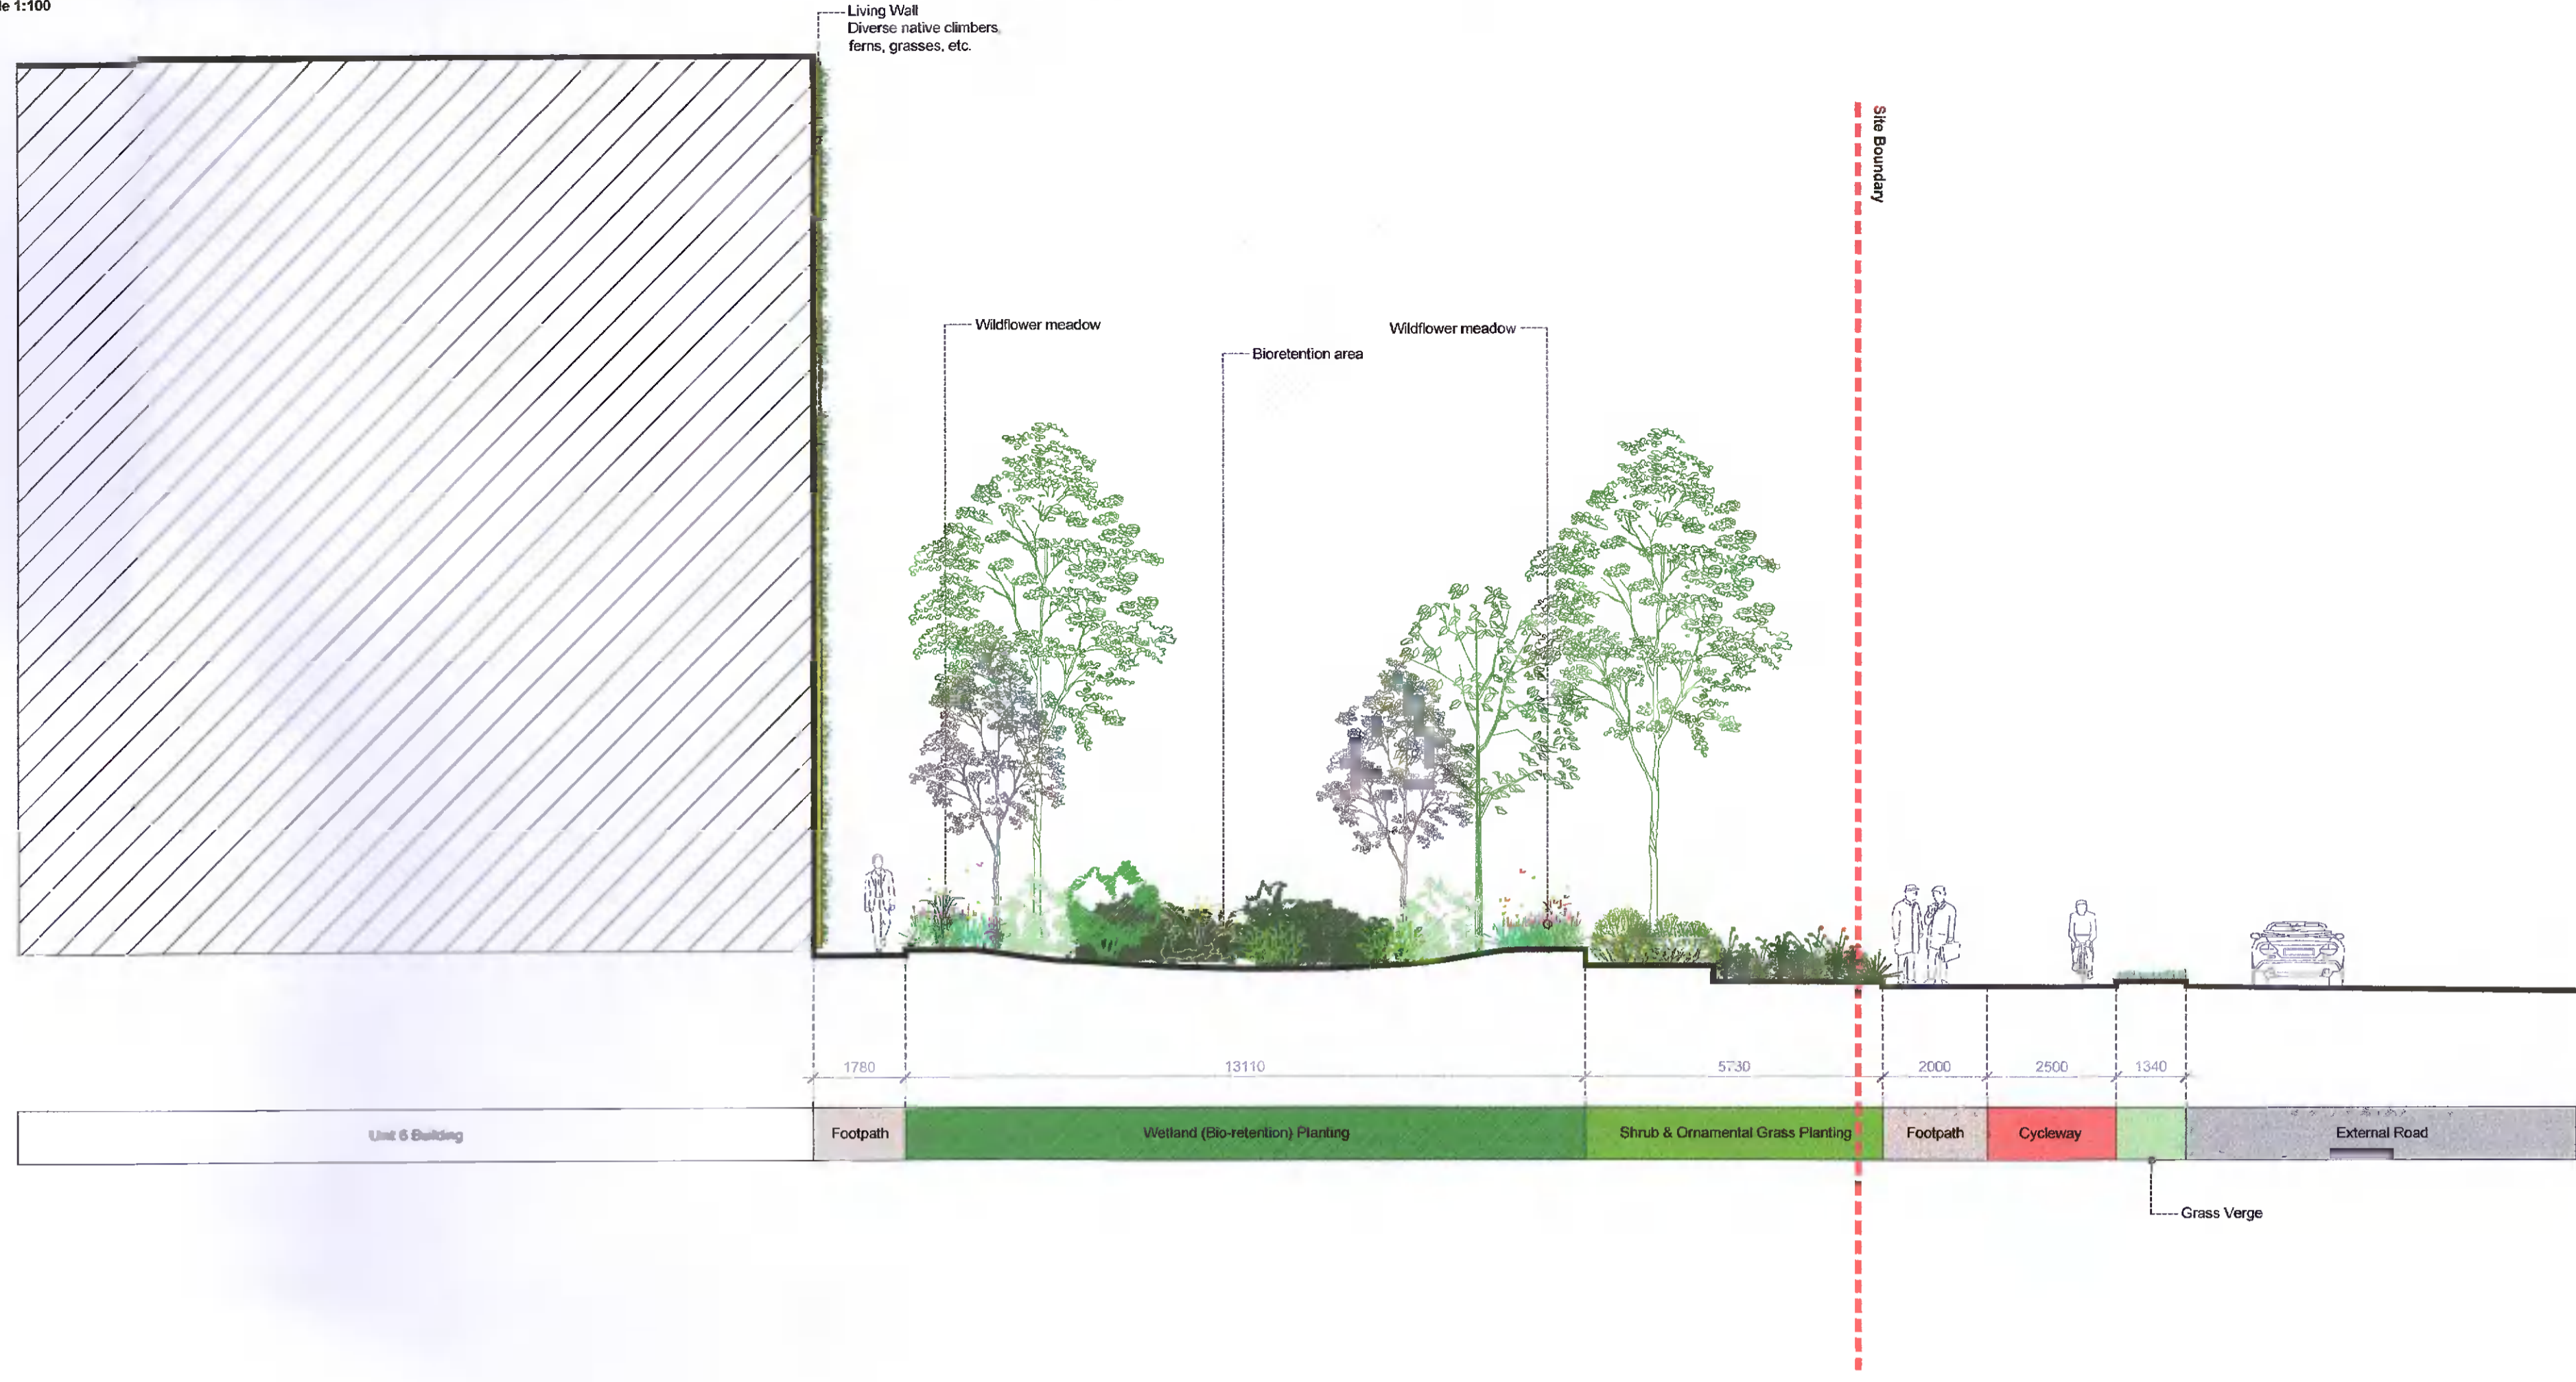 le 1:100
Living Wall
Diverse native climbers,
ferns, grasses, etc.
Site Boundary
Wildflower meadow
Wildflower meadow
Bioretention area
1780
13110
5730
2000
2500
1340
Unit 6 Building
Footpath
Wetland (Bio-retention) Planting
Shrub & Ornamental Grass Planting
Footpath
Cycleway
External Road
Grass Verge